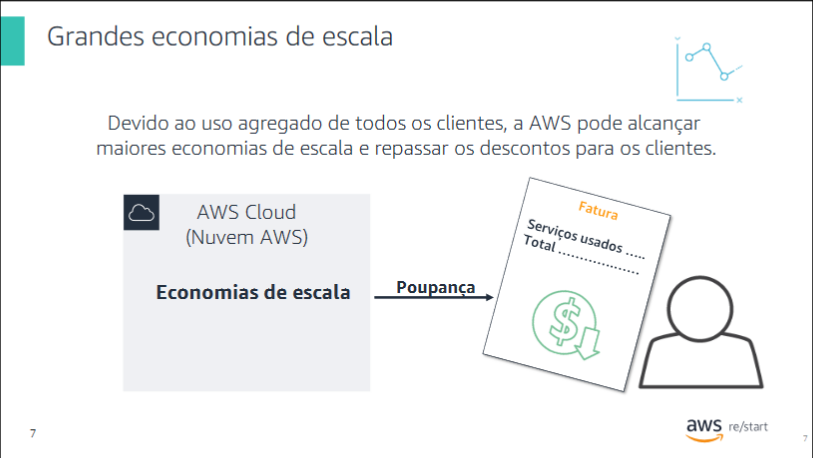 Grandes economias de escala
Devido ao uso agregado de todos os clientes, a AWS pode alcançar
maiores economias de escala e repassar os descontos para os clientes.
AWS Cloud
(Nuvem AWS)
Economias de escala
Poupança
Fatura
Serviços usados .....
Total .................
$
7
aws re/start
7